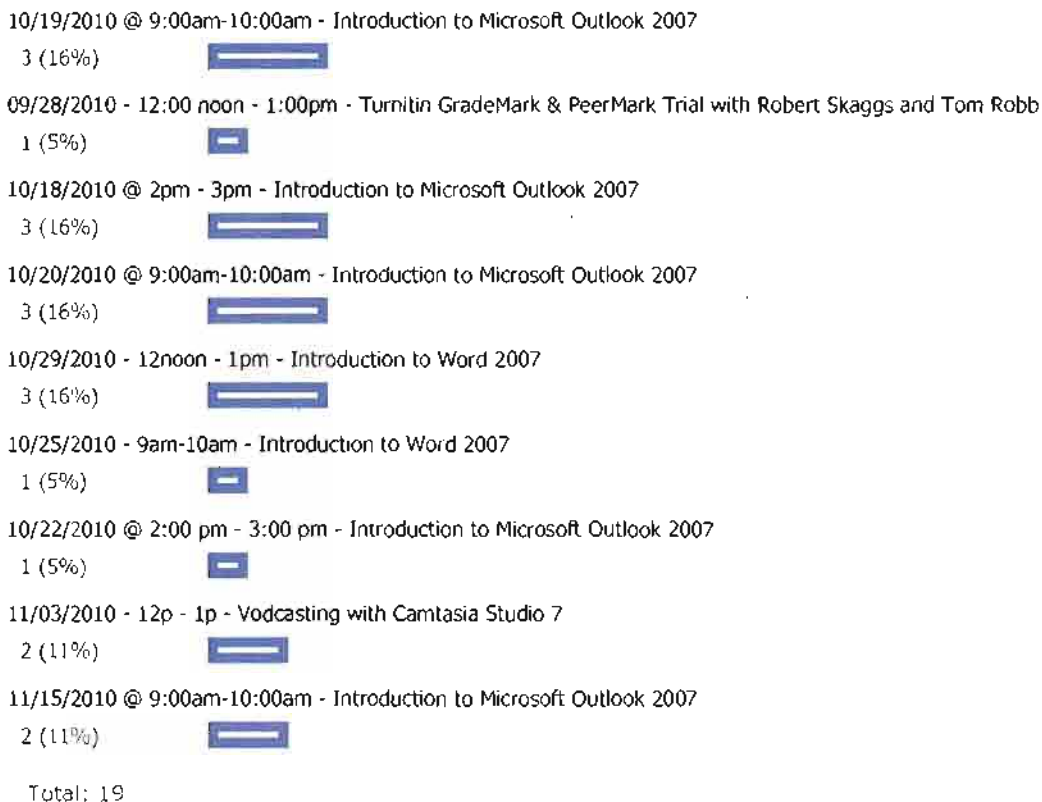 10/19/2010 @ 9:00am-10:00am - Introduction to Microsoft Outlook 2007
3 (16%)
09/28/2010 - 12:00 noon - 1:00pm - Turnitin GradeMark & PeerMark Trial with Robert Skaggs and Tom Robb
1 (5%)
10/18/2010 @ 2pm - 3pm - Introduction to Microsoft Outlook 2007
3 (16%)
10/20/2010 @ 9:00am-10:00am - Introduction to Microsoft Outlook 2007
3 (16%)
10/29/2010 - 12noon - 1pm - Introduction to Word 2007
3 (16%)
10/25/2010 - 9am-10am - Introduction to Word 2007
1 (5%)
10/22/2010 @ 2:00 pm - 3:00 pm - Introduction to Microsoft Outlook 2007
1 (5%)
11/03/2010 - 12p - 1p - Vodcasting with Camtasia Studio 7
2 (11%)
11/15/2010 @ 9:00am-10:00am - Introduction to Microsoft Outlook 2007
2 (11%)
Total: 19